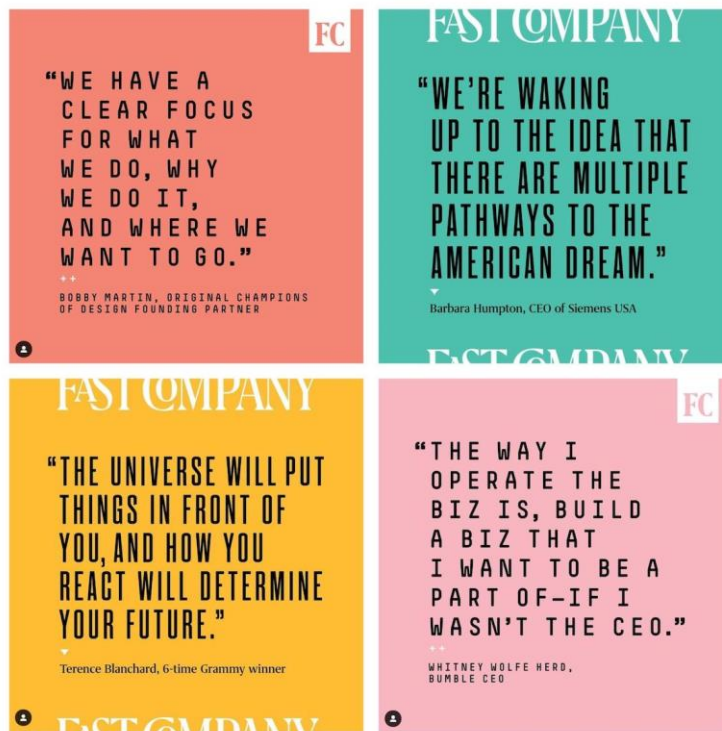 FC
“WE HAVE A
CLEAR FOCUS
FOR WHAT
WE DO, WHY
WE DO IT,
AND WHERE WE
WANT TO GO.”
++
BOBBY MARTIN, ORIGINAL CHAMPIONS
OF DESIGN FOUNDING PARTNER
FAST COMPANY
“WE’RE WAKING
UP TO THE IDEA THAT
THERE ARE MULTIPLE
PATHWAYS TO THE
AMERICAN DREAM.”
Barbara Humpton, CEO of Siemens USA
FAST COMPANY
FAST COMPANY
“THE UNIVERSE WILL PUT
THINGS IN FRONT OF
YOU, AND HOW YOU
REACT WILL DETERMINE
YOUR FUTURE.”
Terence Blanchard, 6-time Grammy winner
FAST COMPANY
FC
“THE WAY I
OPERATE THE
BIZ IS, BUILD
A BIZ THAT
I WANT TO BE A
PART OF–IF I
WASN’T THE CEO.”
++
WHITNEY WOLFE HERD,
BUMBLE CEO